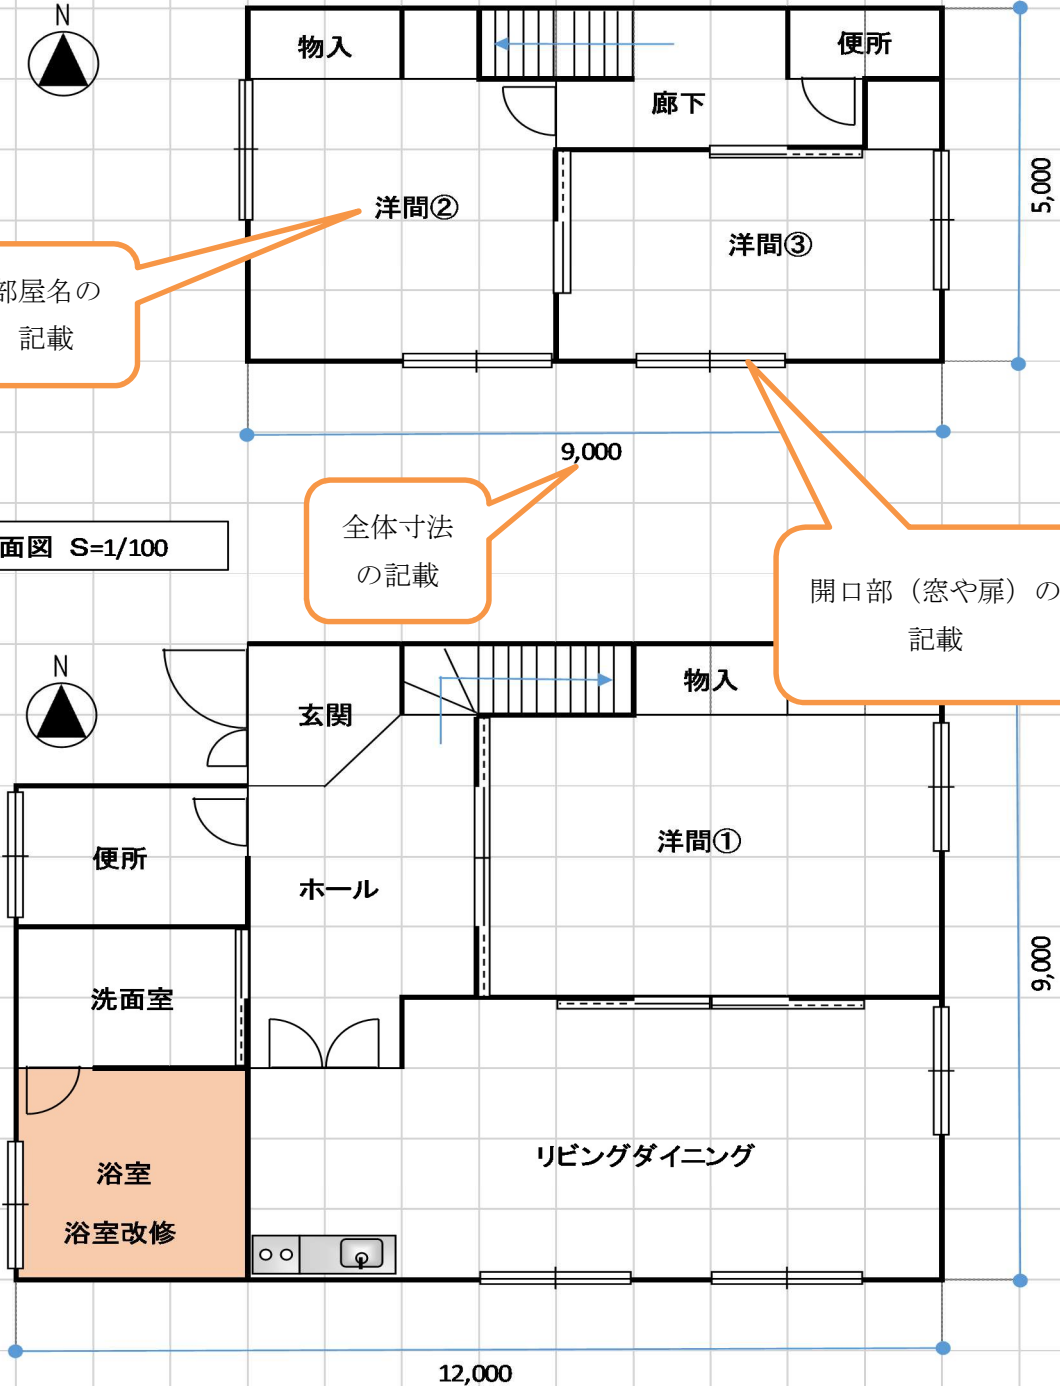 N
物入
便所
廊下
5,000
洋間②
洋間③
部屋名の
記載
9,000
全体寸法
の記載
面図 S=1/100
開口部（窓や扉）の
記載
N
物入
玄関
洋間①
便所
ホール
9,000
洗面室
リビングダイニング
浴室
浴室改修
12,000